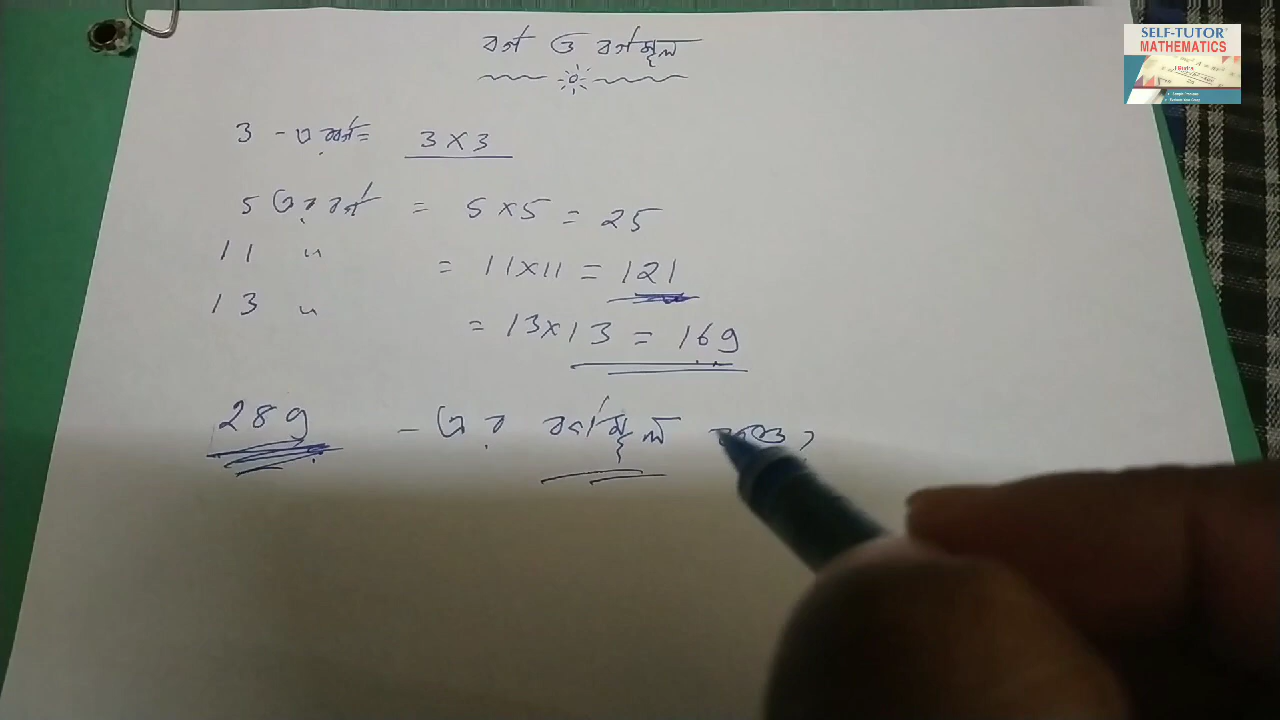 বর্গ ও বর্গমূল
3 - এর বর্গ = 3×3
5 এর বর্গ = 5×5 = 25
11 " = 11×11 = 121
13 " = 13×13 = 169
289 - এর বর্গমূল কত?
SELF-TUTOR
MATHEMATICS